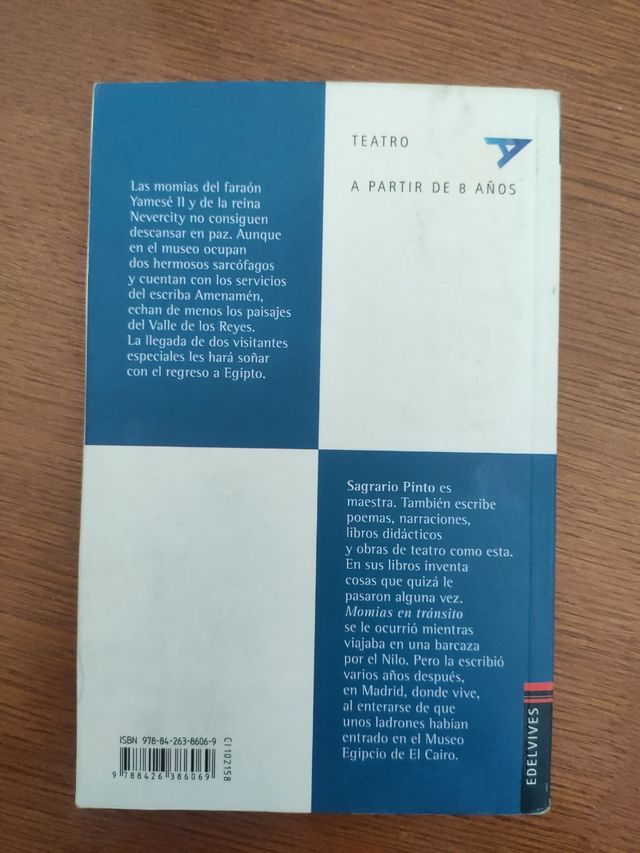 TEATRO
A PARTIR DE 8 AÑOS
Las momias del faraón
Yamesé II y de la reina
Nevercity no consiguen
descansar en paz. Aunque
en el museo ocupan
dos hermosos sarcófagos
y cuentan con los servicios
del escriba Amenamén,
echan de menos los paisajes
del Valle de los Reyes.
La llegada de dos visitantes
especiales les hará soñar
con el regreso a Egipto.
Sagrario Pinto es
maestra. También escribe
poemas, narraciones,
libros didácticos
y obras de teatro como esta.
En sus libros inventa
cosas que quizá le
pasaron alguna vez.
Momias en tránsito
se le ocurrió mientras
viajaba en una barcaza
por el Nilo. Pero la escribió
varios años después,
en Madrid, donde vive,
al enterarse de que
unos ladrones habían
entrado en el Museo
Egipcio de El Cairo.
ISBN 978-84-263-8606-9
9 788426 386069
CI102158
EDELVIVES